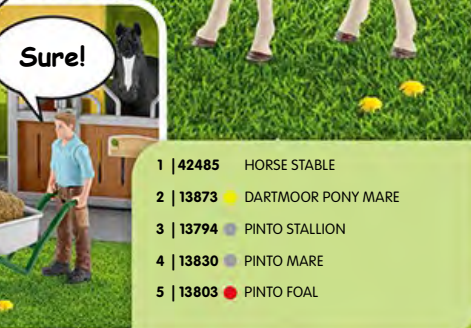 Sure!
1 | 42485 HORSE STABLE
2 | 13873 DARTMOOR PONY MARE
3 | 13794 PINTO STALLION
4 | 13830 PINTO MARE
5 | 13803 PINTO FOAL